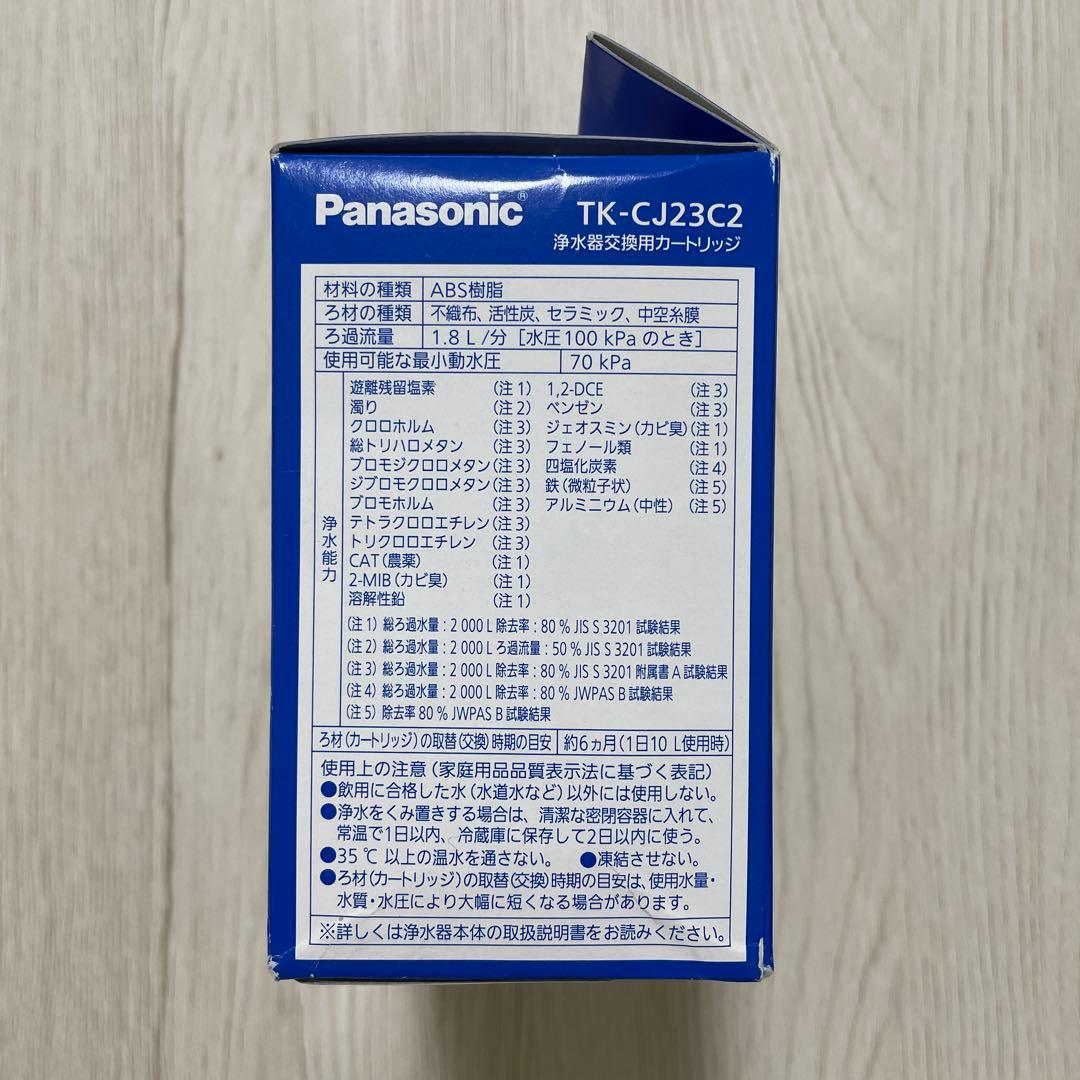 Panasonic®
TK-CJ23C2
浄水器交換用カートリッジ
材料の種類 ABS樹脂
ろ材の種類 不織布、活性炭、セラミック、中空糸膜
ろ過流量 1.8 L /分［水圧100 kPa のとき］
使用可能な最小動水圧 70 kPa
浄水能力
遊離残留塩素 (注 1) 1,2-DCE (注 3)
濁り (注 2) ベンゼン (注 3)
クロロホルム (注 3) ジェオスミン(カビ臭) (注 1)
総トリハロメタン (注 3) フェノール類 (注 1)
ブロモジクロロメタン (注 3) 四塩化炭素 (注 4)
ジブロモクロロメタン (注 3) 鉄(微粒子状) (注 5)
ブロモホルム (注 3) アルミニウム(中性) (注 5)
テトラクロロエチレン (注 3)
トリクロロエチレン (注 3)
CAT(農薬) (注 1)
2-MIB(カビ臭) (注 1)
溶解性鉛 (注 1)
(注 1) 総ろ過水量：2 000 L 除去率：80 % JIS S 3201 試験結果
(注 2) 総ろ過水量：2 000 L ろ過流量：50 % JIS S 3201 試験結果
(注 3) 総ろ過水量：2 000 L 除去率：80 % JIS S 3201 附属書 A 試験結果
(注 4) 総ろ過水量：2 000 L 除去率：80 % JWPAS B 試験結果
(注 5) 除去率 80 % JWPAS B 試験結果
ろ材(カートリッジ)の取替(交換)時期の目安 約6ヵ月(1日10 L使用時)
使用上の注意(家庭用品品質表示法に基づく表記)
●飲用に合格した水(水道水など)以外には使用しない。
●浄水をくみ置きする場合は、清潔な密閉容器に入れて、
常温で1日以内、冷蔵庫に保存して2日以内に使う。
●35 ℃ 以上の温水を通さない。 ●凍結させない。
●ろ材(カートリッジ)の取替(交換)時期の目安は、使用水量・
水質・水圧により大幅に短くなる場合があります。
※詳しくは浄水器本体の取扱説明書をお読みください。